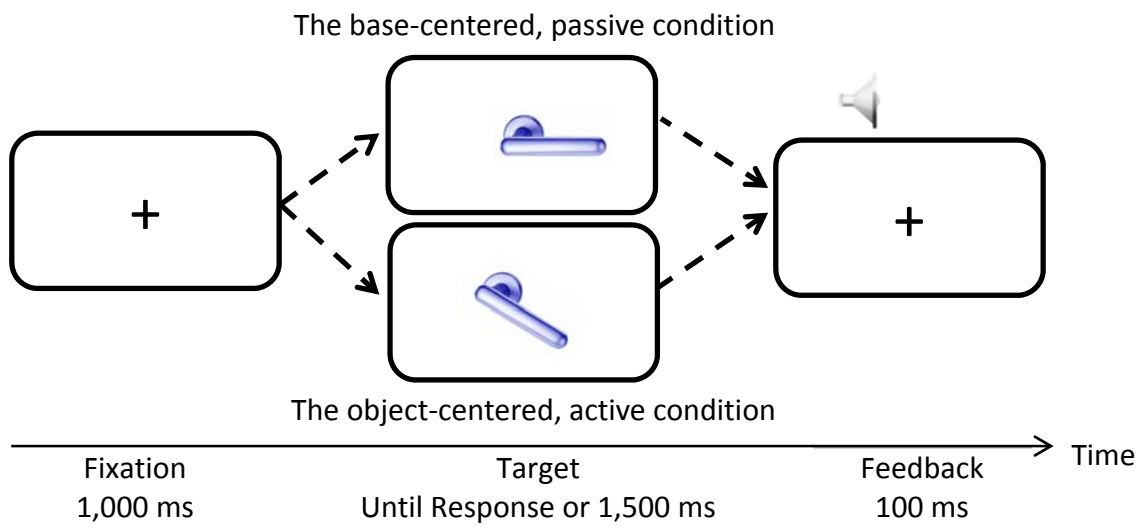 The base-centered, passive condition
+
+
The object-centered, active condition
Time
Fixation
Target
Feedback
1,000 ms
Until Response or 1,500 ms
100 ms